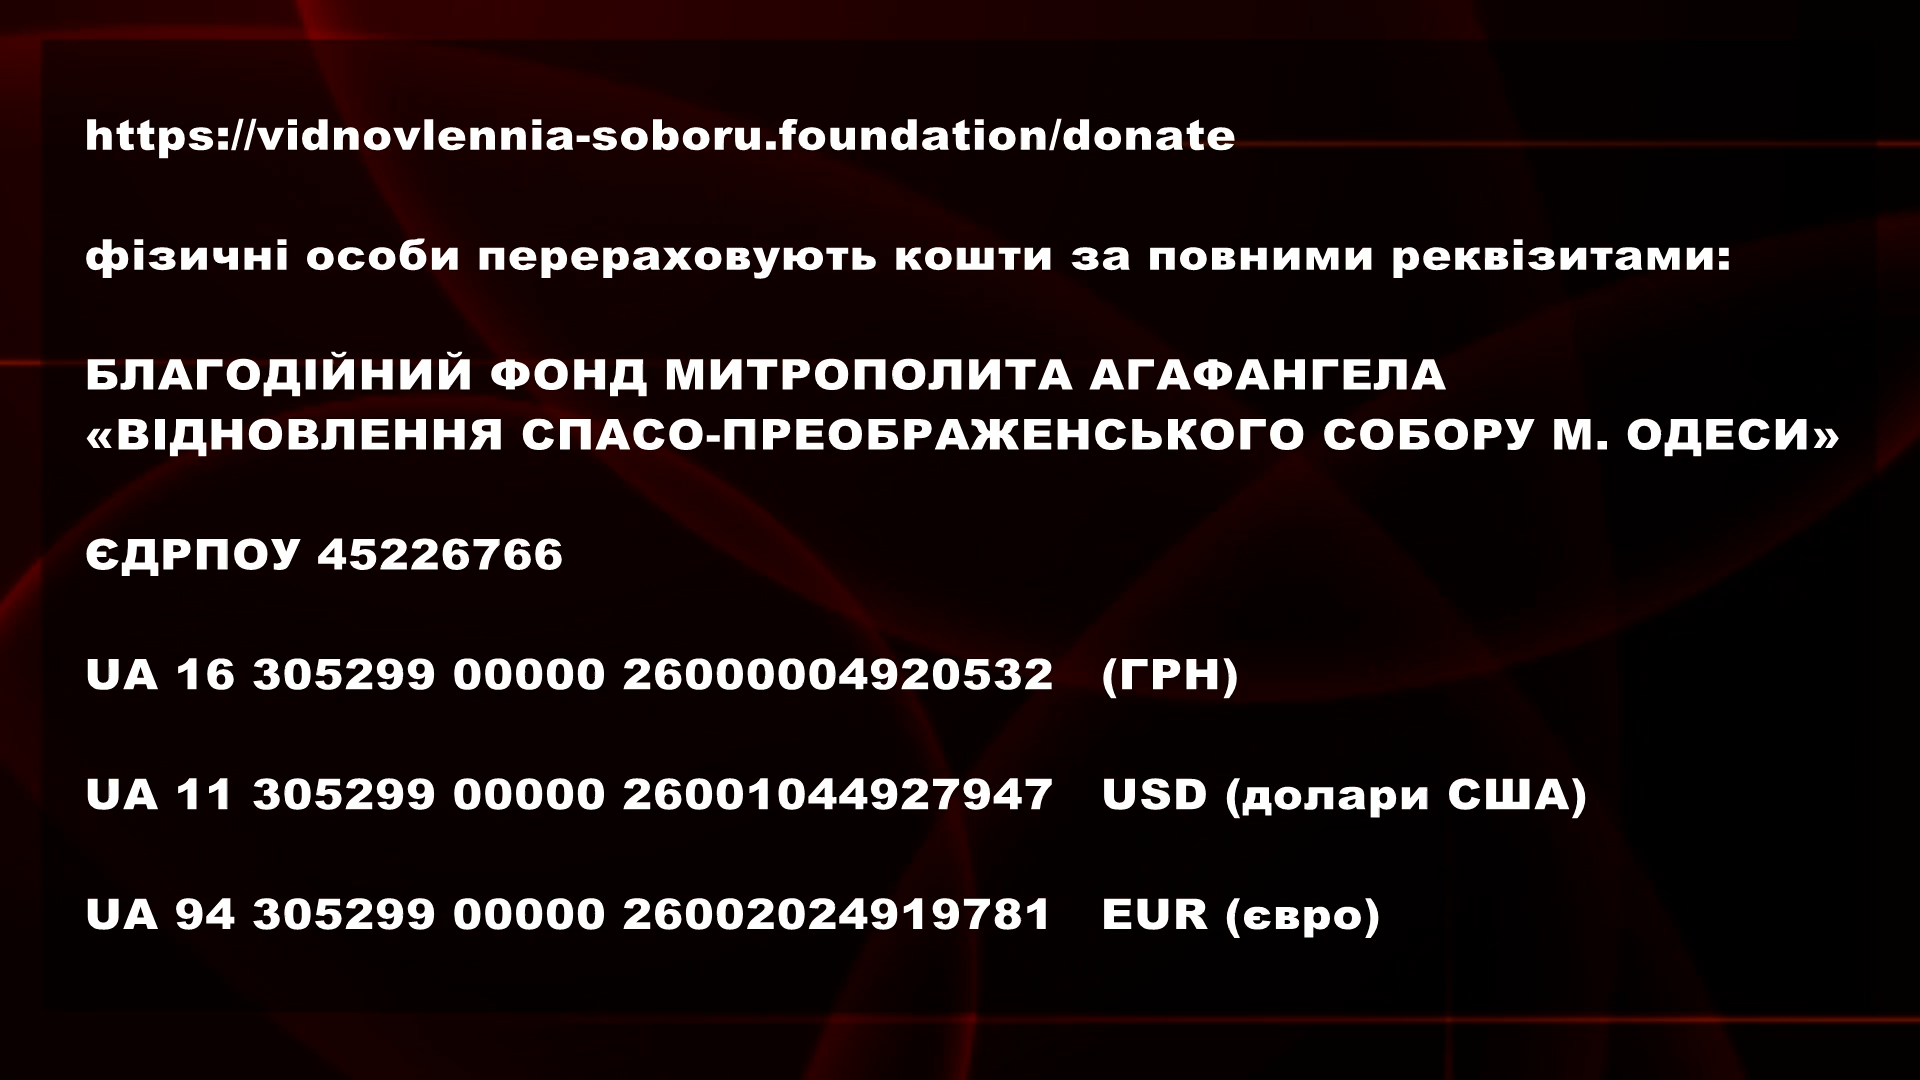 https://vidnovlennia-soboru.foundation/donate
фізичні особи перераховують кошти за повними реквізитами:
БЛАГОДІЙНИЙ ФОНД МИТРОПОЛИТА АГАФАНГЕЛА
«ВІДНОВЛЕННЯ СПАСО-ПРЕОБРАЖЕНСЬКОГО СОБОРУ М. ОДЕСИ»
ЄДРПОУ 45226766
UA 16 305299 00000 26000004920532 (ГРН)
UA 11 305299 00000 26001044927947 USD (долари США)
UA 94 305299 00000 26002024919781 EUR (євро)